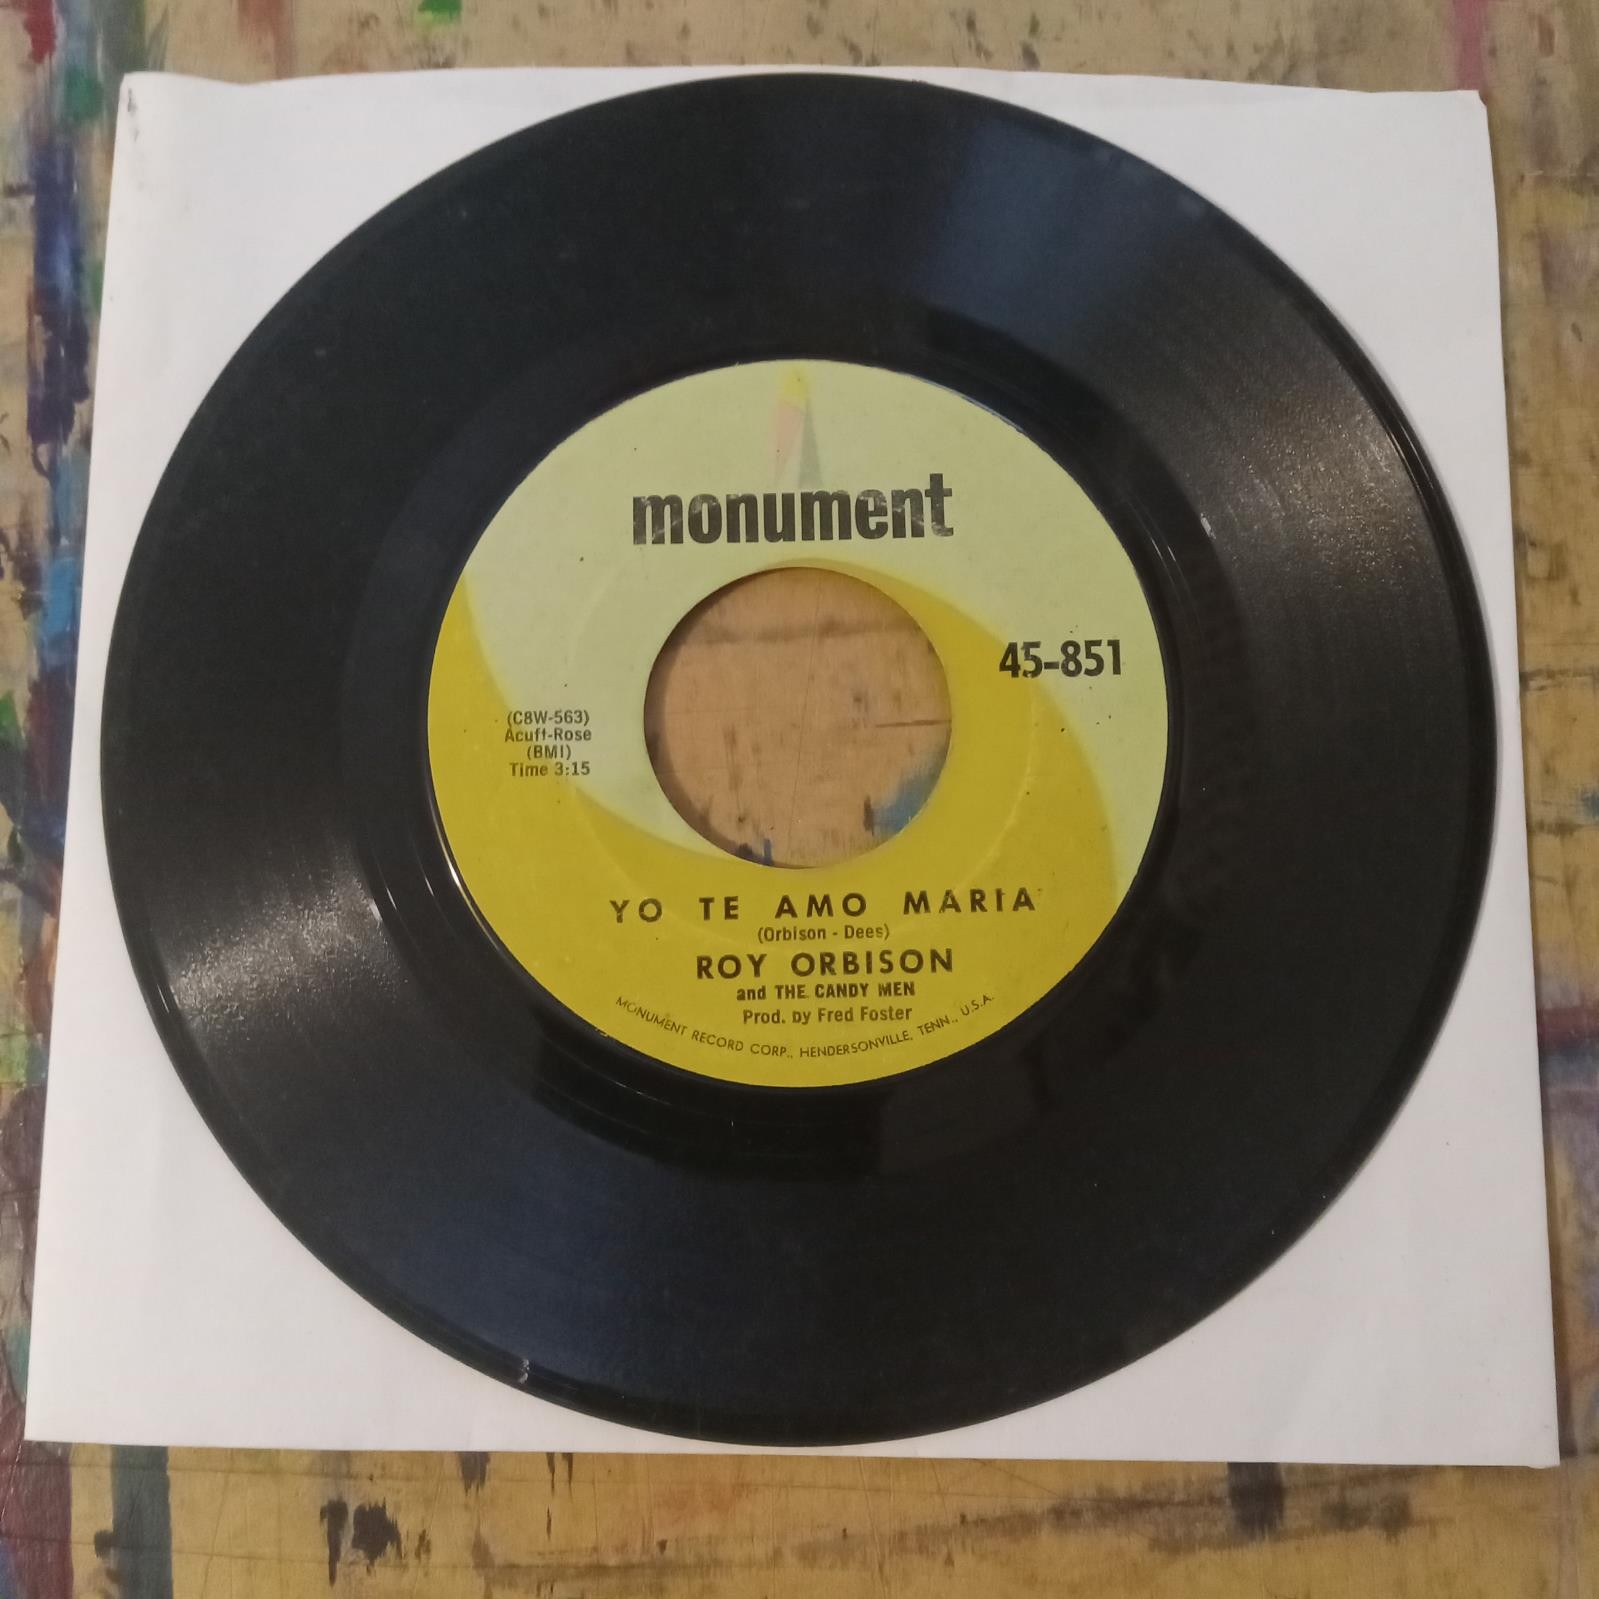 monument
45-851
(C8W-563)
Acuff-Rose
(BMI)
Time 3:15
YO TE AMO MARIA
(Orbison - Dees)
ROY ORBISON
and THE CANDY MEN
Prod. by Fred Foster
MONUMENT RECORD CORP., HENDERSONVILLE, TENN., U.S.A.